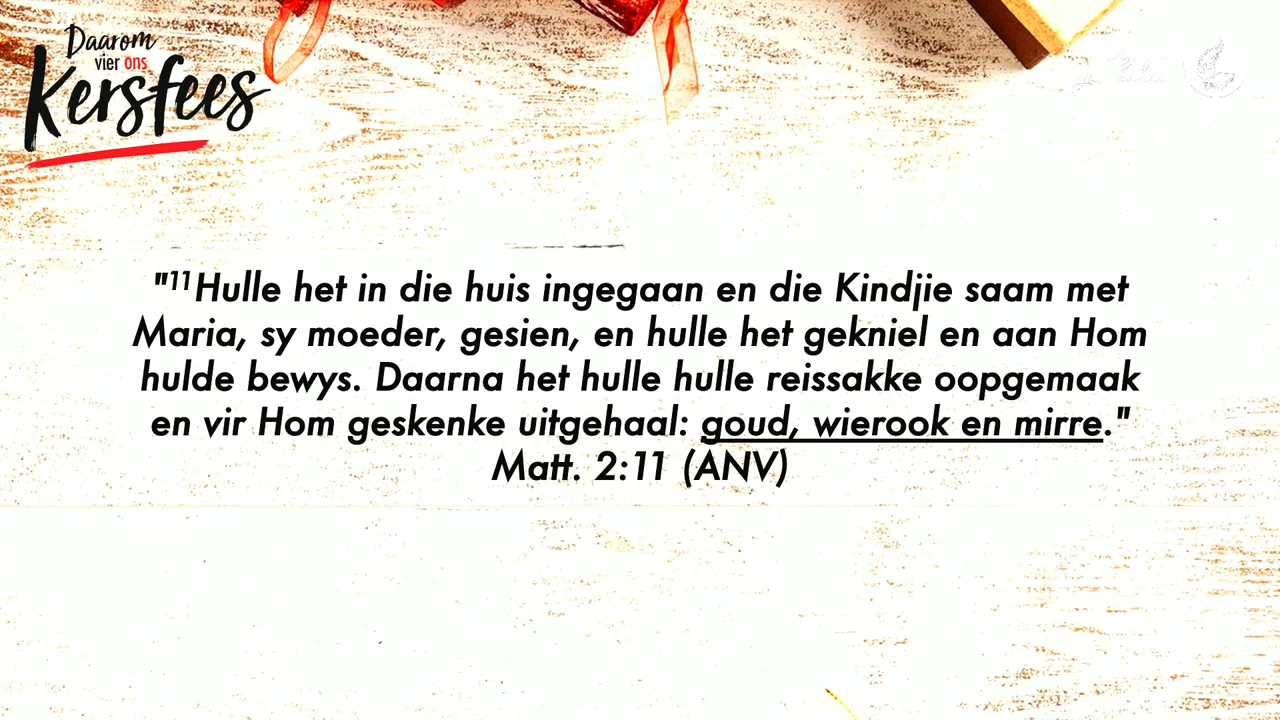 Daarom
vier ons
Kersfees
"¹¹Hulle het in die huis ingegaan en die Kindjie saam met
Maria, sy moeder, gesien, en hulle het gekniel en aan Hom
hulde bewys. Daarna het hulle hulle reissakke oopgemaak
en vir Hom geskenke uitgehaal: goud, wierook en mirre."
Matt. 2:11 (ANV)